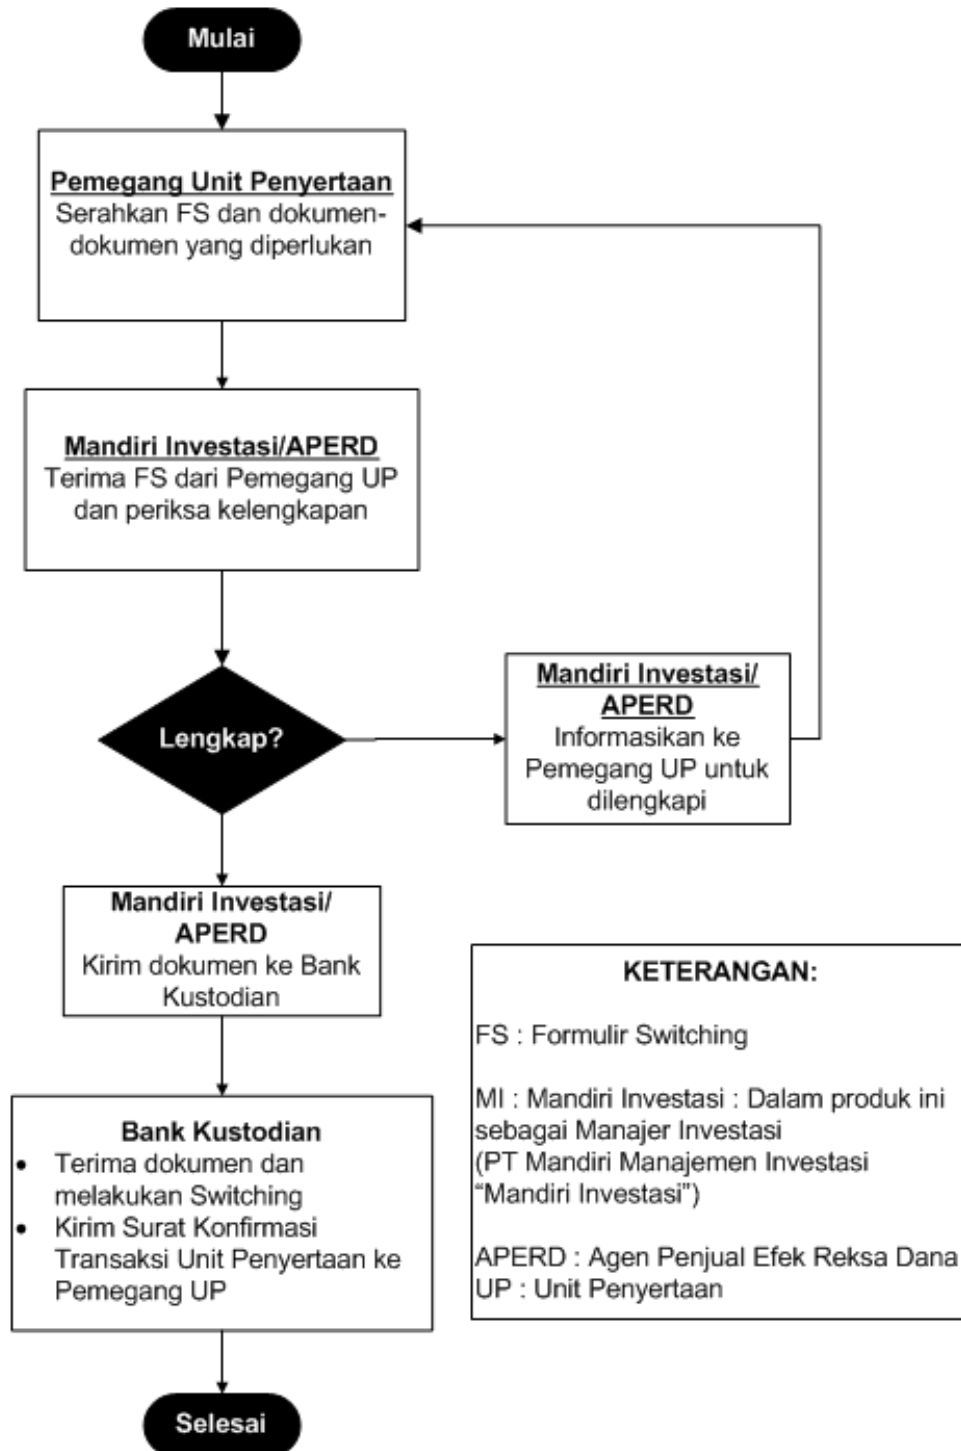 Mulai
Pemegang Unit Penyertaan
Serahkan FS dan dokumen-
dokumen yang diperlukan
Mandiri Investasi/APERD
Terima FS dari Pemegang UP
dan periksa kelengkapan
Lengkap?
Mandiri Investasi/
APERD
Informasikan ke
Pemegang UP untuk
dilengkapi
Mandiri Investasi/
APERD
Kirim dokumen ke Bank
Kustodian
Bank Kustodian
• Terima dokumen dan
melakukan Switching
• Kirim Surat Konfirmasi
Transaksi Unit Penyertaan ke
Pemegang UP
Selesai
KETERANGAN:
FS : Formulir Switching
MI : Mandiri Investasi : Dalam produk ini
sebagai Manajer Investasi
(PT Mandiri Manajemen Investasi
“Mandiri Investasi”)
APERD : Agen Penjual Efek Reksa Dana
UP : Unit Penyertaan